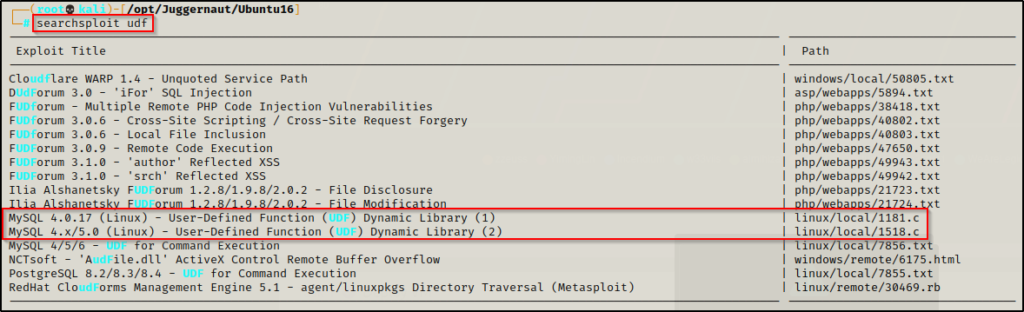 (root💀kali)-[/opt/Juggernaut/Ubuntu16]
# searchsploit udf
Exploit Title | Path
Cloudflare WARP 1.4 - Unquoted Service Path | windows/local/50805.txt
DUdForum 3.0 - 'iFor' SQL Injection | asp/webapps/5894.txt
FUDForum - Multiple Remote PHP Code Injection Vulnerabilities | php/webapps/38418.txt
FUDforum 3.0.6 - Cross-Site Scripting / Cross-Site Request Forgery | php/webapps/40802.txt
FUDforum 3.0.6 - Local File Inclusion | php/webapps/40803.txt
FUDForum 3.0.9 - Remote Code Execution | php/webapps/47650.txt
FUDForum 3.1.0 - 'author' Reflected XSS | php/webapps/49943.txt
FUDForum 3.1.0 - 'srch' Reflected XSS | php/webapps/49942.txt
Ilia Alshanetsky FUDForum 1.2.8/1.9.8/2.0.2 - File Disclosure | php/webapps/21723.txt
Ilia Alshanetsky FUDForum 1.2.8/1.9.8/2.0.2 - File Modification | php/webapps/21724.txt
MySQL 4.0.17 (Linux) - User-Defined Function (UDF) Dynamic Library (1) | linux/local/1181.c
MySQL 4.x/5.0 (Linux) - User-Defined Function (UDF) Dynamic Library (2) | linux/local/1518.c
MySQL 4/5/6 - UDF for Command Execution | linux/local/7856.txt
NCTsoft - 'AudFile.dll' ActiveX Control Remote Buffer Overflow | windows/remote/6175.html
PostgreSQL 8.2/8.3/8.4 - UDF for Command Execution | linux/local/7855.txt
RedHat CloudForms Management Engine 5.1 - agent/linuxpkgs Directory Traversal (Metasploit) | linux/remote/30469.rb